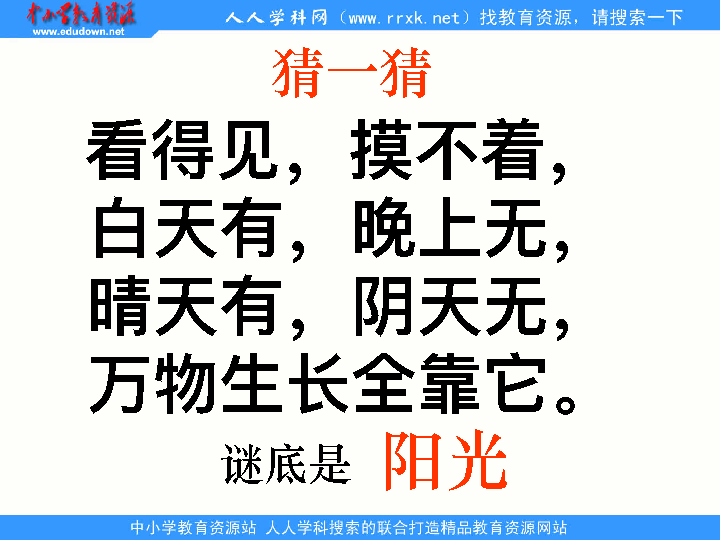 中小学教育资源
www.edudown.net
人人学科网（www.rrxk.net）找教育资源，请搜索一下
猜一猜
看得见，摸不着，
白天有，晚上无，
晴天有，阴天无，
万物生长全靠它。
谜底是 阳光
中小学教育资源站 人人学科搜索的联合打造精品教育资源网站